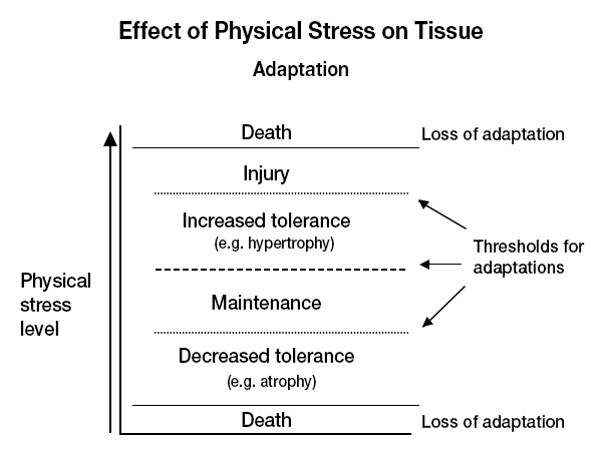 Effect of Physical Stress on Tissue
Adaptation
Death
Loss of adaptation
Injury
Increased tolerance
(e.g. hypertrophy)
Thresholds for
adaptations
Physical
stress
level
Maintenance
Decreased tolerance
(e.g. atrophy)
Death
Loss of adaptation